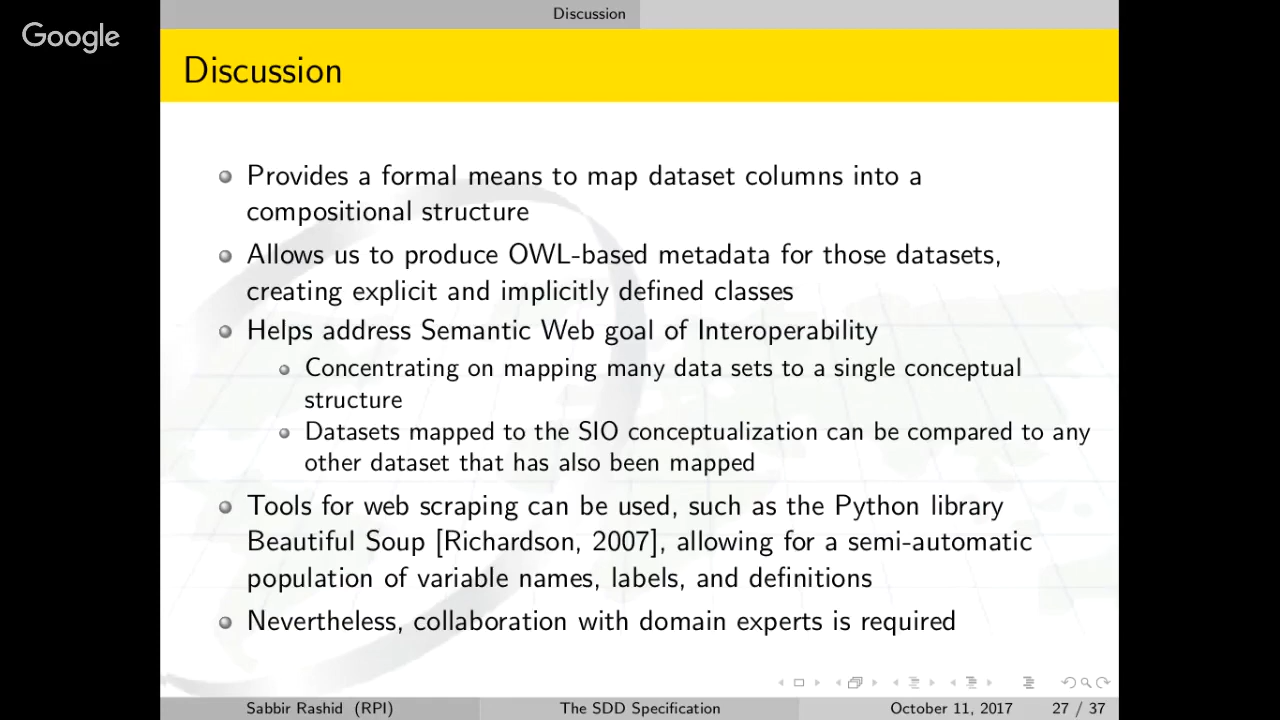 Discussion
Google
Discussion
Provides a formal means to map dataset columns into a
compositional structure
Allows us to produce OWL-based metadata for those datasets,
creating explicit and implicitly defined classes
Helps address Semantic Web goal of Interoperability
Concentrating on mapping many data sets to a single conceptual
structure
Datasets mapped to the SIO conceptualization can be compared to any
other dataset that has also been mapped
Tools for web scraping can be used, such as the Python library
Beautiful Soup [Richardson, 2007], allowing for a semi-automatic
population of variable names, labels, and definitions
Nevertheless, collaboration with domain experts is required
Sabbir Rashid (RPI) The SDD Specification October 11, 2017 27 / 37